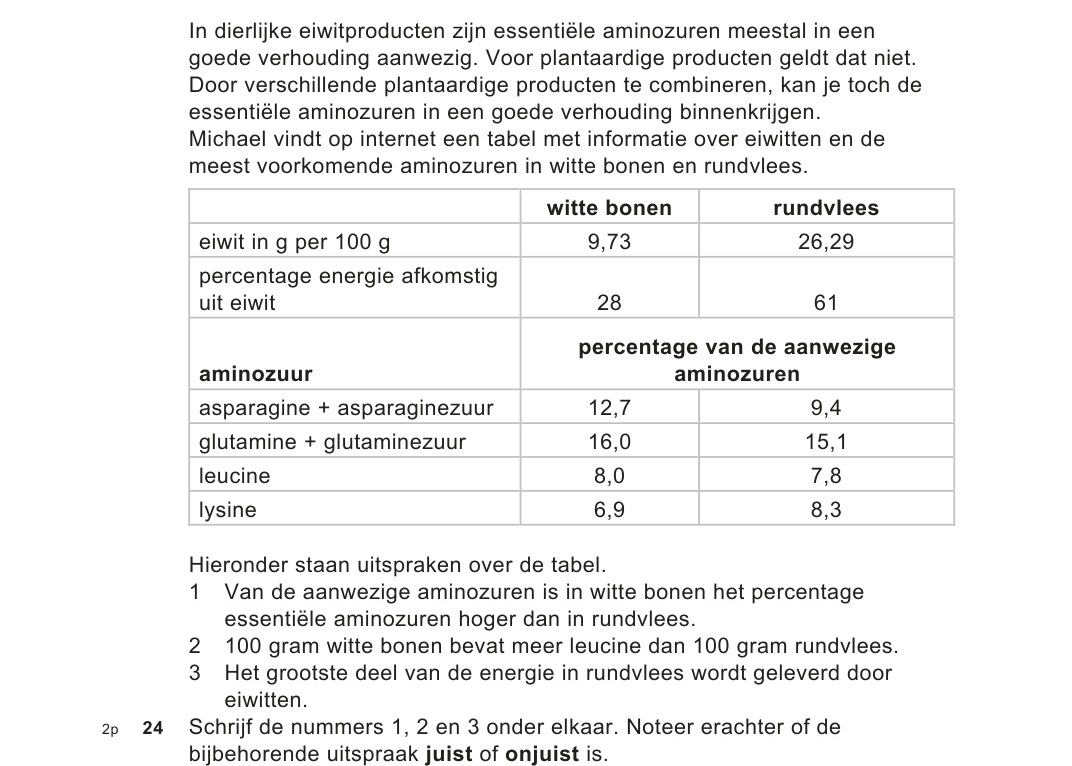 In dierlijke eiwitproducten zijn essentiële aminozuren meestal in een
goede verhouding aanwezig. Voor plantaardige producten geldt dat niet.
Door verschillende plantaardige producten te combineren, kan je toch de
essentiële aminozuren in een goede verhouding binnenkrijgen.
Michael vindt op internet een tabel met informatie over eiwitten en de
meest voorkomende aminozuren in witte bonen en rundvlees.
witte bonen rundvlees
eiwit in g per 100 g 9,73 26,29
percentage energie afkomstig
uit eiwit 28 61
percentage van de aanwezige
aminozuur aminozuren
asparagine + asparaginezuur 12,7 9,4
glutamine + glutaminezuur 16,0 15,1
leucine 8,0 7,8
lysine 6,9 8,3
Hieronder staan uitspraken over de tabel.
1 Van de aanwezige aminozuren is in witte bonen het percentage
essentiële aminozuren hoger dan in rundvlees.
2 100 gram witte bonen bevat meer leucine dan 100 gram rundvlees.
3 Het grootste deel van de energie in rundvlees wordt geleverd door
eiwitten.
2p 24 Schrijf de nummers 1, 2 en 3 onder elkaar. Noteer erachter of de
bijbehorende uitspraak juist of onjuist is.